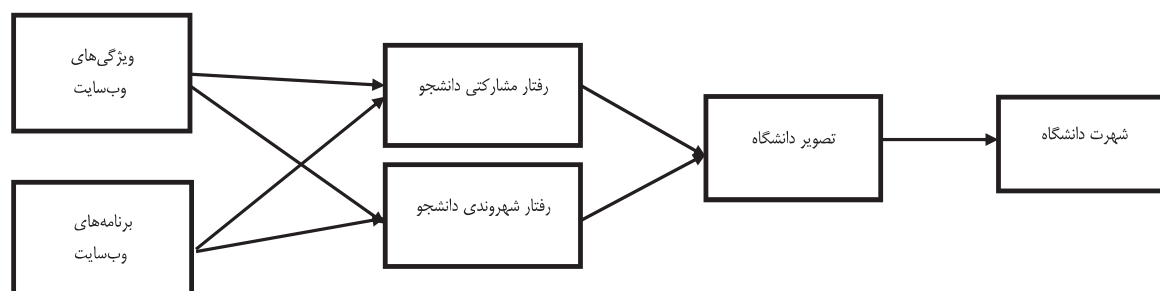 ویژگی‌های
وب‌سایت
برنامه‌های
وب‌سایت
رفتار مشارکتی دانشجو
رفتار شهروندی دانشجو
تصویر دانشگاه
شهرت دانشگاه